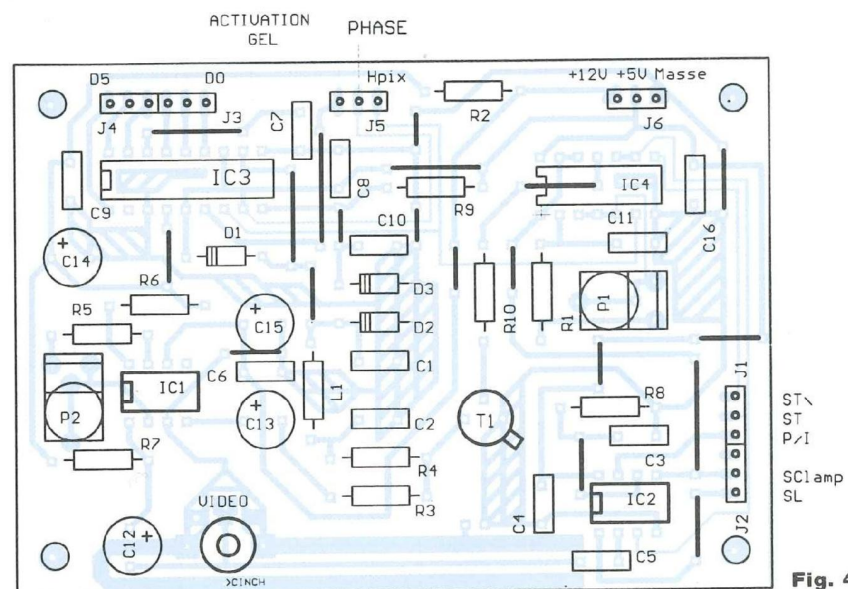 ACTIVATION
GEL
PHASE
D5 D0
Hpix
+12V +5V Masse
J4
J3
C7
J5
R2
J6
IC3
C8
R9
IC4
C9
D1
C10
C11
C16
C14
R6
D3
R5
C15
D2
R10
R1
P1
C6
C1
J1
P2
IC1
L1
R8
ST\
C13
C2
T1
ST
P/I
R7
R4
C3
SClamp
VIDEO
R3
C4
IC2
SL
C12
J2
>CINCH
C5
Fig. 4